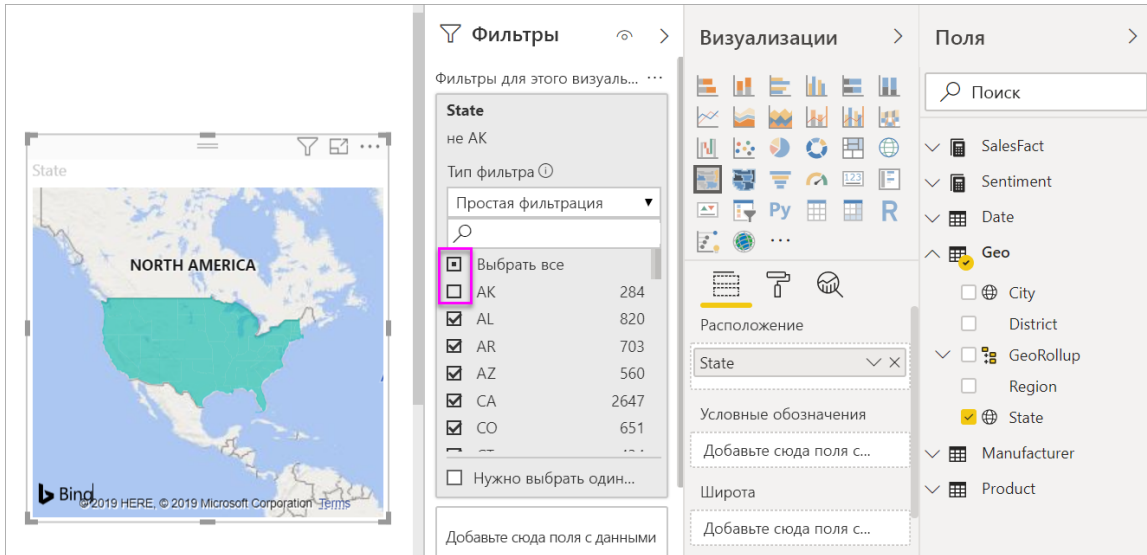 State
NORTH AMERICA
Bing
©2019 HERE, © 2019 Microsoft Corporation Terms
Фильтры
Фильтры для этого визуаль... ...
State
не AK
Тип фильтра
Простая фильтрация
Выбрать все
AK 284
AL 820
AR 703
AZ 560
CA 2647
CO 651
Нужно выбрать один...
Добавьте сюда поля с данными
Визуализации
123
Py
R
...
Расположение
State
Условные обозначения
Добавьте сюда поля с...
Широта
Добавьте сюда поля с...
Поля
Поиск
SalesFact
Sentiment
Date
Geo
City
District
GeoRollup
Region
State
Manufacturer
Product